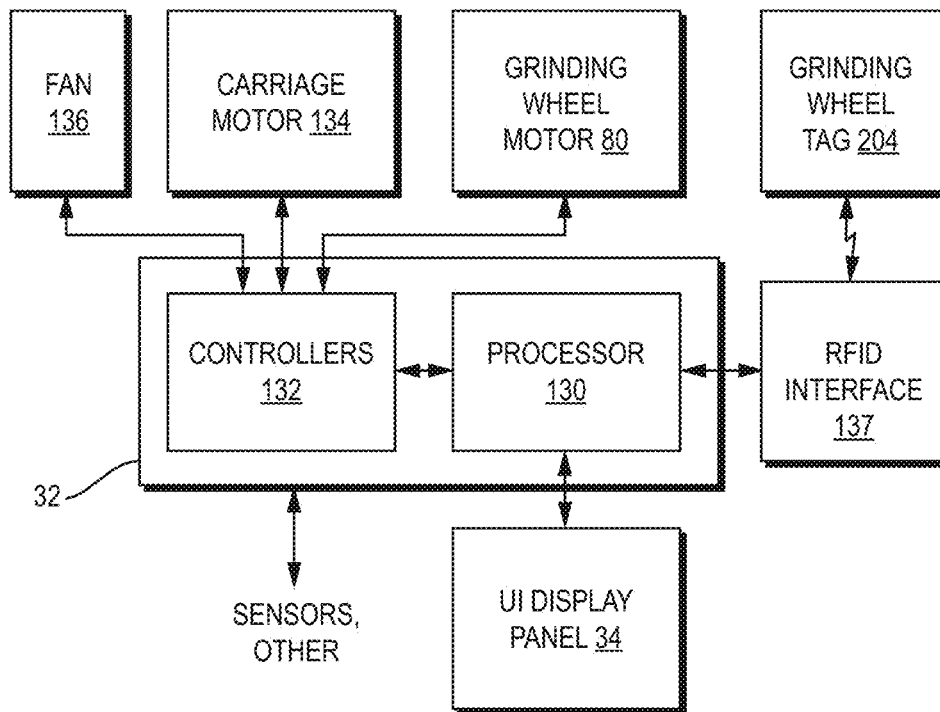 FAN
136
CARRIAGE
MOTOR 134
GRINDING
WHEEL
MOTOR 80
GRINDING
WHEEL
TAG 204
CONTROLLERS
132
PROCESSOR
130
RFID
INTERFACE
137
32
SENSORS,
OTHER
UI DISPLAY
PANEL 34